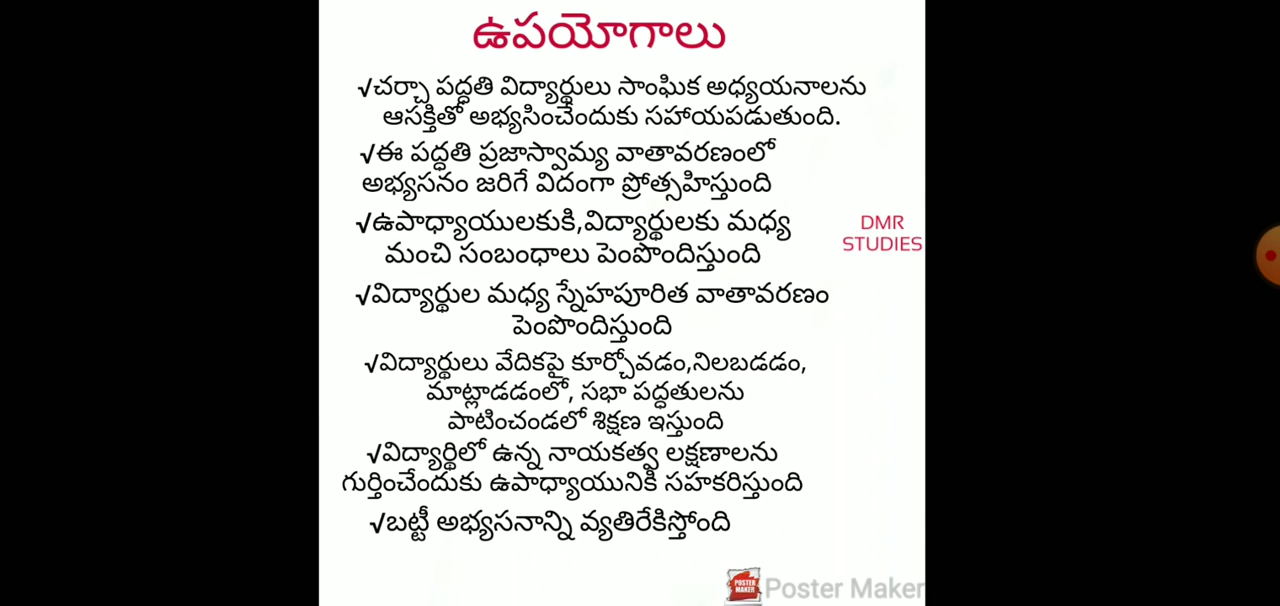 ఉపయోగాలు
√చర్చా పద్ధతి విద్యార్థులు సాంఘిక అధ్యయనాలను
ఆసక్తితో అభ్యసించేందుకు సహాయపడుతుంది.
√ఈ పద్ధతి ప్రజాస్వామ్య వాతావరణంలో
అభ్యసనం జరిగే విదంగా ప్రోత్సహిస్తుంది
√ఉపాధ్యాయులకుకి,విద్యార్థులకు మధ్య
మంచి సంబంధాలు పెంపొందిస్తుంది
DMR
STUDIES
√విద్యార్థుల మధ్య స్నేహపూరిత వాతావరణం
పెంపొందిస్తుంది
√విద్యార్థులు వేదికపై కూర్చోవడం,నిలబడడం,
మాట్లాడడంలో, సభా పద్ధతులను
పాటించండలో శిక్షణ ఇస్తుంది
√విద్యార్థిలో ఉన్న నాయకత్వ లక్షణాలను
గుర్తించేందుకు ఉపాధ్యాయునికి సహకరిస్తుంది
√బట్టీ అభ్యసనాన్ని వ్యతిరేకిస్తోంది
POSTER
MAKER
Poster Maker